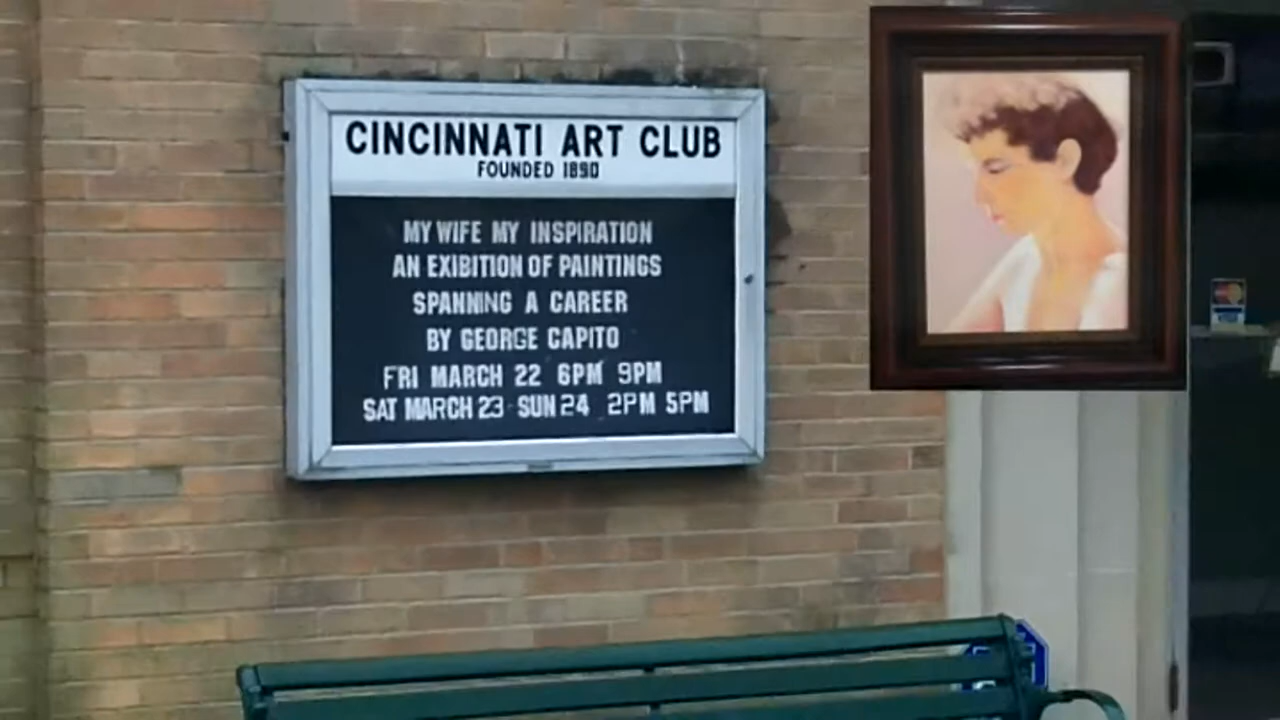 CINCINNATI ART CLUB
FOUNDED 1890
MY WIFE MY INSPIRATION
AN EXIBITION OF PAINTINGS
SPANNING A CAREER
BY GEORGE CAPITO
FRI MARCH 22 6PM 9PM
SAT MARCH 23 SUN 24 2PM 5PM